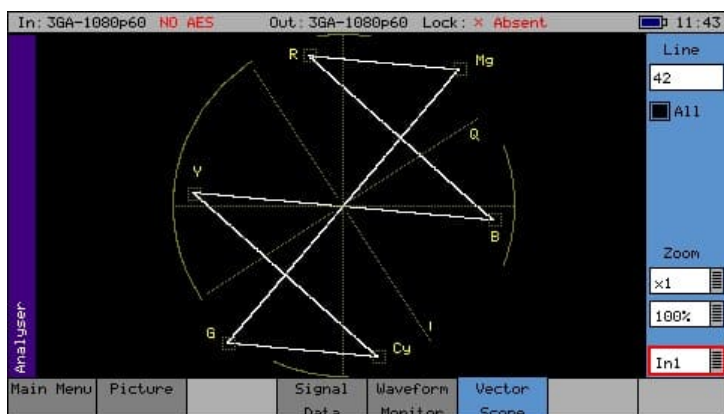 In: 3GA-1080p60 NO AES Out: 3GA-1080p60 Lock: × Absent 11:43
Line
42
All
R
Mg
Q
Y
B
G
Cy
I
Zoom
x1
100%
In1
Analyser
Main Menu Picture Signal Data Waveform Monitor Vector Scope